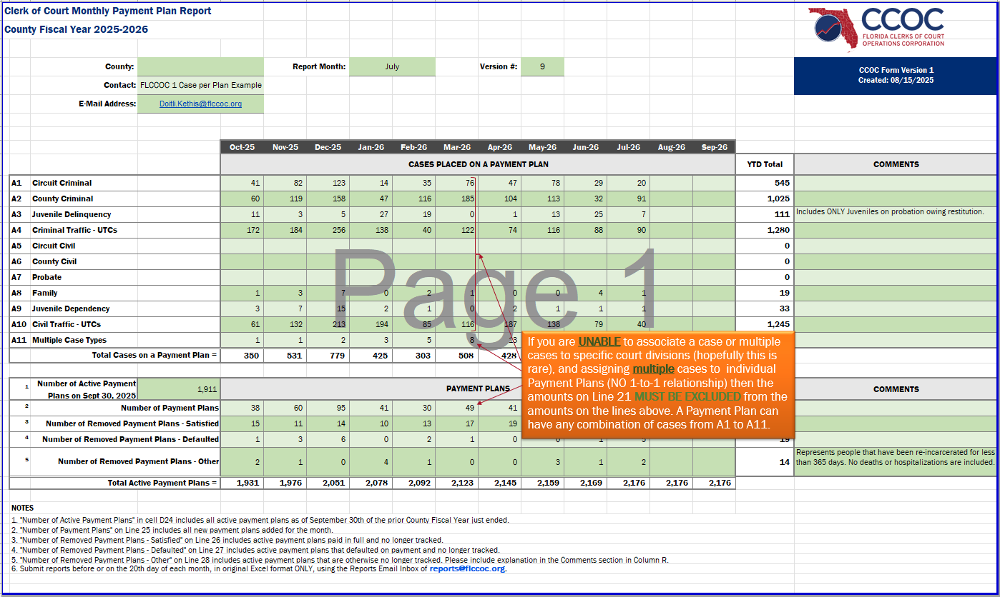 Clerk of Court Monthly Payment Plan Report
County Fiscal Year 2025-2026
CCOC
FLORIDA CLERKS OF COURT
OPERATIONS CORPORATION
County: Report Month: July Version #: 9
CCOC Form Version 1
Created: 08/15/2025
Contact: FLCCOC 1 Case per Plan Example
E-Mail Address: Doitli.Kethis@flccoc.org
Oct-25 Nov-25 Dec-25 Jan-26 Feb-26 Mar-26 Apr-26 May-26 Jun-26 Jul-26 Aug-26 Sep-26
CASES PLACED ON A PAYMENT PLAN YTD Total COMMENTS
A1 Circuit Criminal 41 82 123 14 35 76 47 78 29 20 545
A2 County Criminal 60 119 158 47 116 185 104 113 32 91 1,025
A3 Juvenile Delinquency 11 3 5 27 19 0 1 13 25 7 111 Includes ONLY Juveniles on probation owing restitution.
A4 Criminal Traffic - UTCs 172 184 256 138 40 122 74 116 88 90 1,280
A5 Circuit Civil 0
A6 County Civil 0
A7 Probate 0
Page 1
A8 Family 1 3 7 0 2 1 0 0 4 1 19
A9 Juvenile Dependency 3 7 15 2 1 0 2 1 1 1 33
A10 Civil Traffic - UTCs 61 132 213 194 85 116 187 138 79 40 1,245
A11 Multiple Case Types 1 1 2 3 5 8 13
Total Cases on a Payment Plan = 350 531 779 425 303 508 428
If you are UNABLE to associate a case or multiple
cases to specific court divisions (hopefully this is
rare), and assigning multiple cases to individual
Payment Plans (NO 1-to-1 relationship) then the
amounts on Line 21 MUST BE EXCLUDED from the
amounts on the lines above. A Payment Plan can
have any combination of cases from A1 to A11.
1 Number of Active Payment
Plans on Sept 30, 2025 1,911 PAYMENT PLANS COMMENTS
2 Number of Payment Plans 38 60 95 41 30 49 41
3 Number of Removed Payment Plans - Satisfied 15 11 14 10 13 17 19
4 Number of Removed Payment Plans - Defaulted 1 3 6 0 2 1 0 0 1 5 19
5 Number of Removed Payment Plans - Other 2 1 0 4 1 0 0 3 1 2 14 Represents people that have been re-incarcerated for less
than 365 days. No deaths or hospitalizations are included.
Total Active Payment Plans = 1,931 1,976 2,051 2,078 2,092 2,123 2,145 2,159 2,169 2,176 2,176 2,176
NOTES
1. "Number of Active Payment Plans" in cell D24 includes all active payment plans as of September 30th of the prior County Fiscal Year just ended.
2. "Number of Payment Plans" on Line 25 includes all new payment plans added for the month.
3. "Number of Removed Payment Plans - Satisfied" on Line 26 includes active payment plans paid in full and no longer tracked.
4. "Number of Removed Payment Plans - Defaulted" on Line 27 includes active payment plans that defaulted on payment and no longer tracked.
5. "Number of Removed Payment Plans - Other" on Line 28 includes active payment plans that are otherwise no longer tracked. Please include explanation in the Comments section in Column R.
6. Submit reports before or on the 20th day of each month, in original Excel format ONLY, using the Reports Email Inbox of reports@flccoc.org.